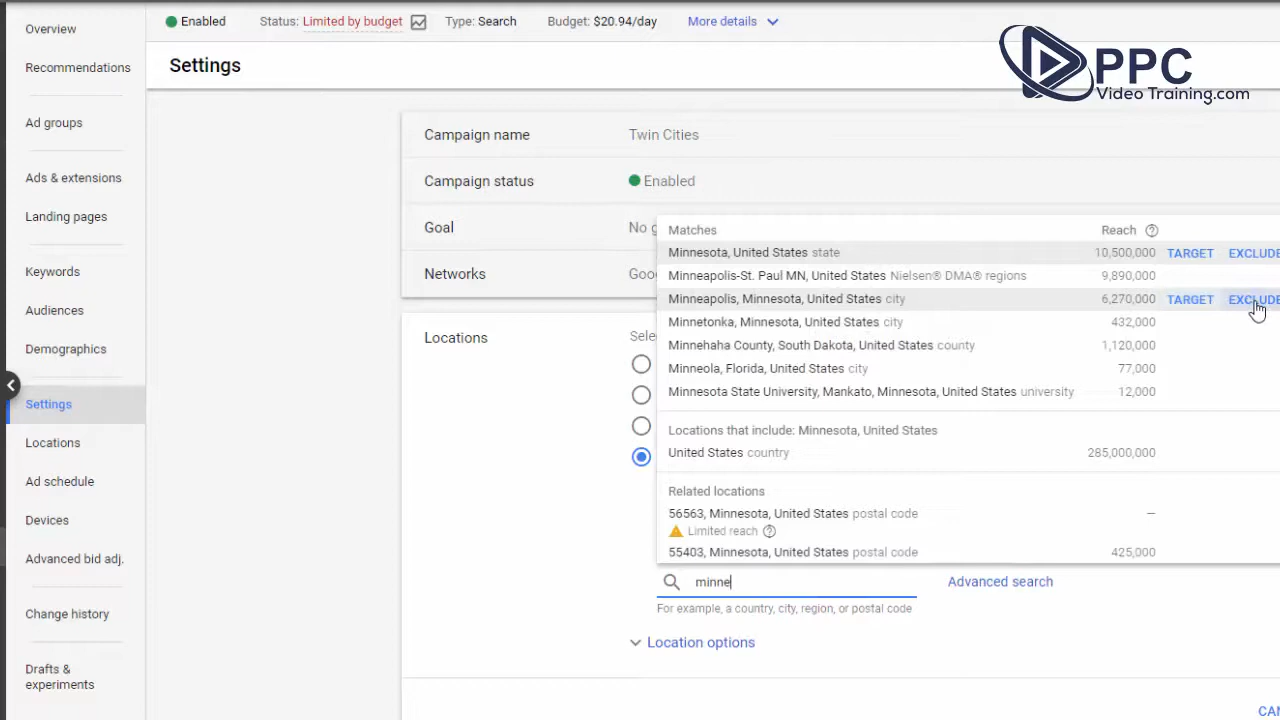 Overview
Recommendations
Ad groups
Ads & extensions
Landing pages
Keywords
Audiences
Demographics
Settings
Locations
Ad schedule
Devices
Advanced bid adj.
Change history
Drafts &
experiments
Enabled Status: Limited by budget Type: Search Budget: $20.94/day More details
Settings
PPC
Video Training.com
Campaign name Twin Cities
Campaign status Enabled
Goal No g
Networks Goo
Locations Sele
Matches Reach
Minnesota, United States state 10,500,000 TARGET EXCLUDE
Minneapolis-St. Paul MN, United States Nielsen® DMA® regions 9,890,000
Minneapolis, Minnesota, United States city 6,270,000 TARGET EXCLUDE
Minnetonka, Minnesota, United States city 432,000
Minnehaha County, South Dakota, United States county 1,120,000
Minneola, Florida, United States city 77,000
Minnesota State University, Mankato, Minnesota, United States university 12,000
Locations that include: Minnesota, United States
United States country 285,000,000
Related locations
56563, Minnesota, United States postal code –
Limited reach
55403, Minnesota, United States postal code 425,000
minne Advanced search
For example, a country, city, region, or postal code
Location options
CAN